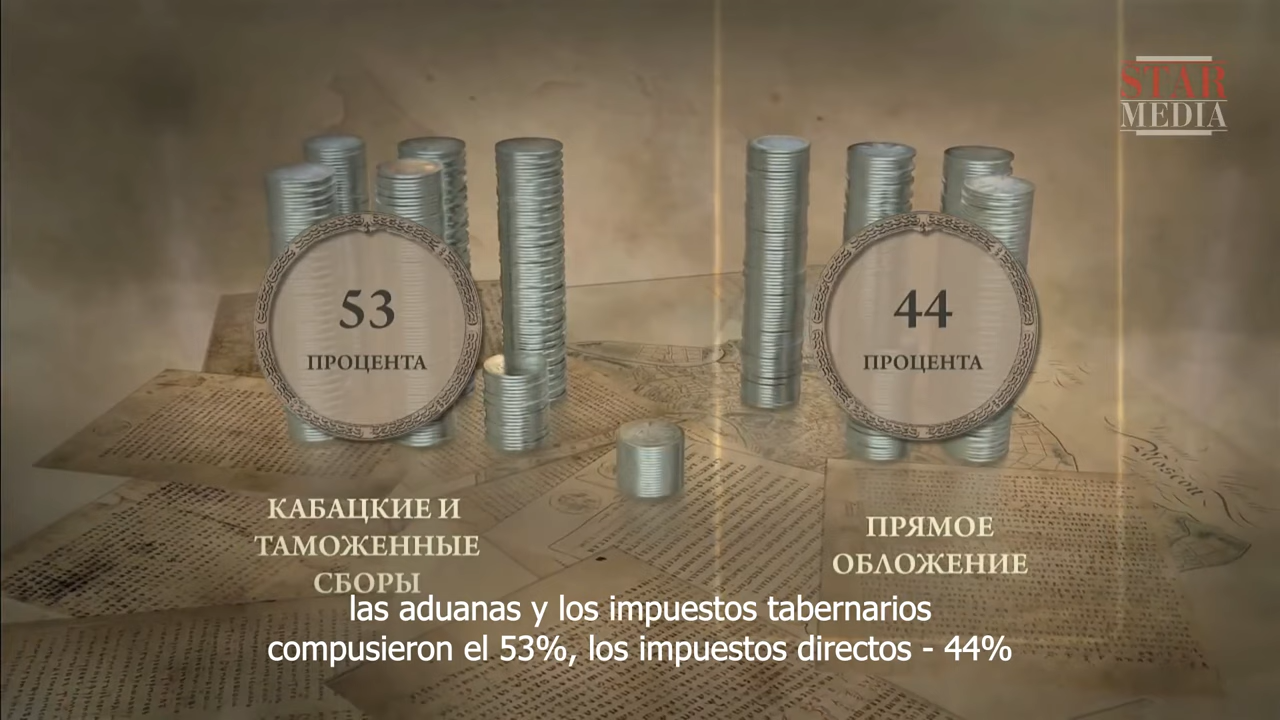 STAR
MEDIA
53
ПРОЦЕНТА
44
ПРОЦЕНТА
КАБАЦКИЕ И
ТАМОЖЕННЫЕ
СБОРЫ
ПРЯМОЕ
ОБЛОЖЕНИЕ
Moscou
las aduanas y los impuestos tabernarios
compusieron el 53%, los impuestos directos - 44%